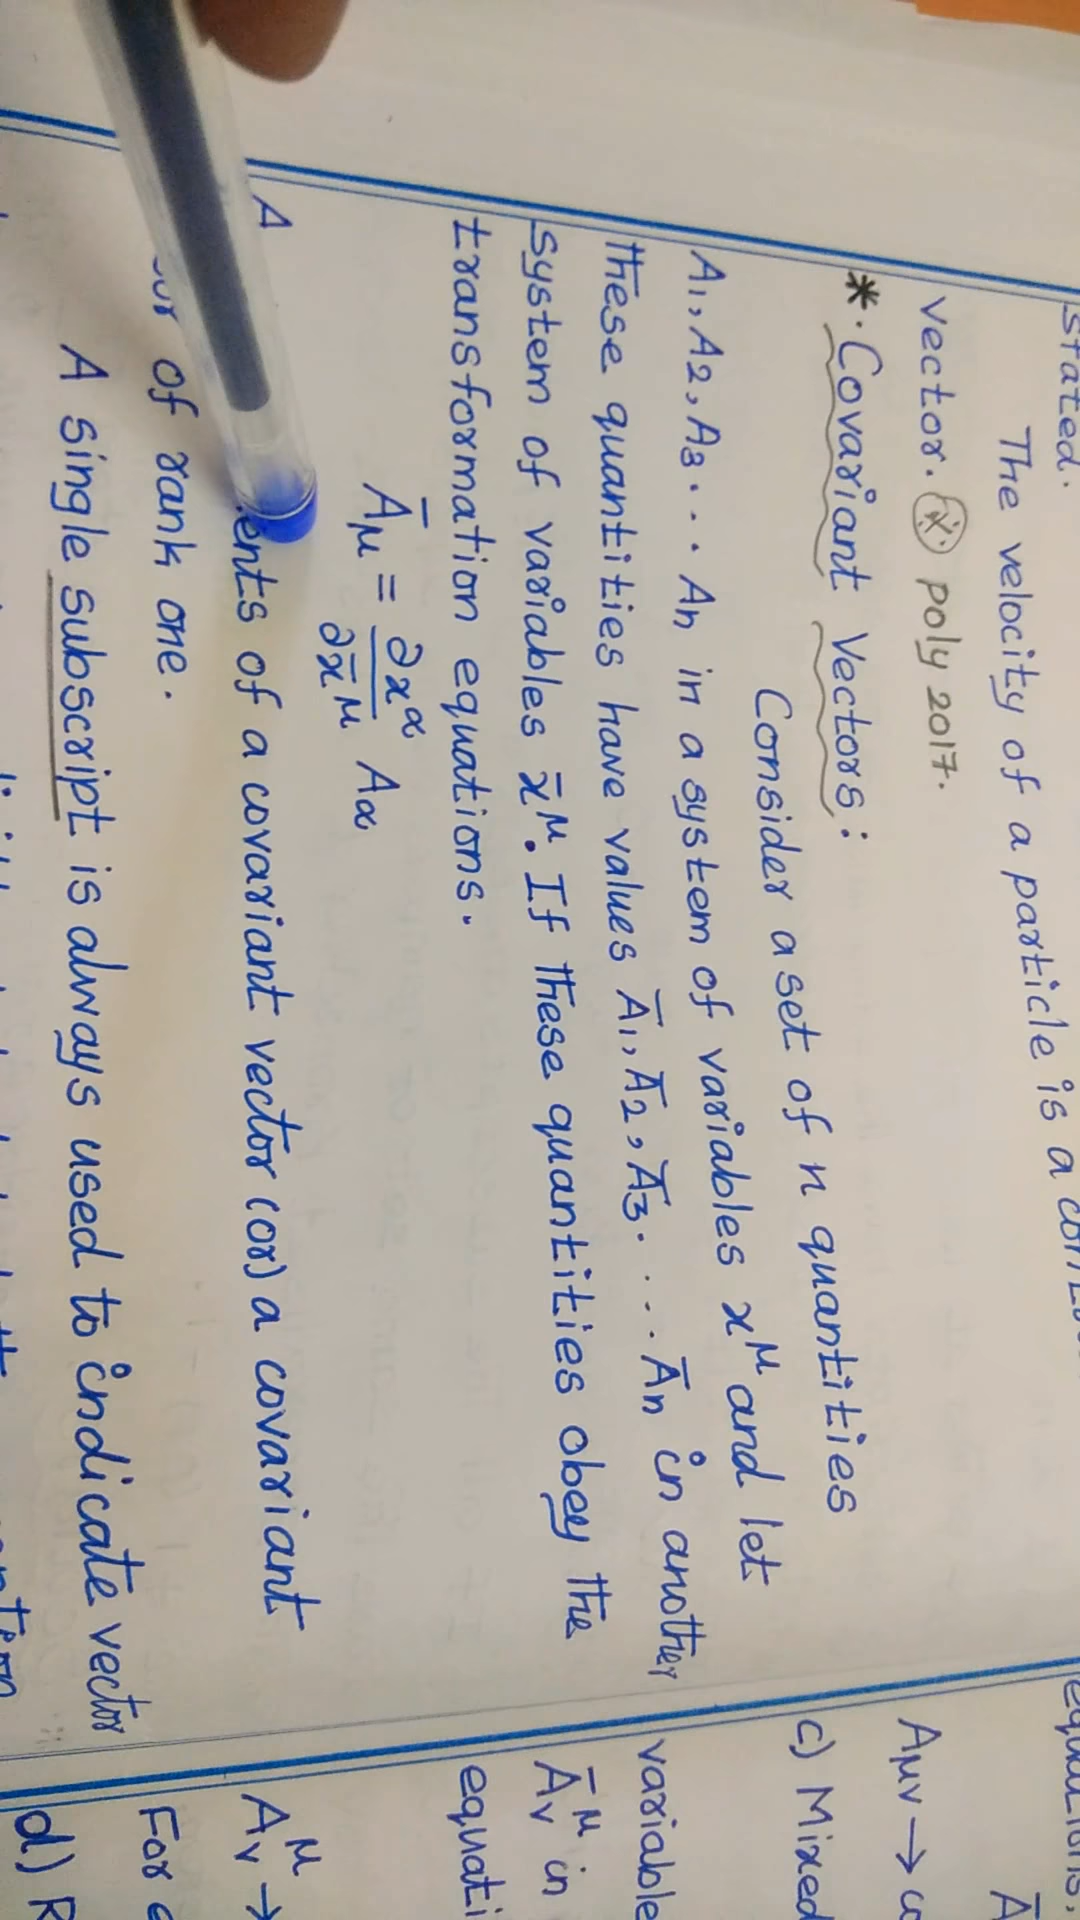 stated.
The velocity of a particle is a
vector. (x) poly 2017.
* . Covariant Vectors :
Consider a set of n quantities
A₁, A₂, A₃ . . . Aₙ in a system of variables x^μ and let
these quantities have values Ā₁, Ā₂, Ā₃ . . . . Āₙ in another
system of variables x̄^μ. If these quantities obey the
transformation equations.
Ā_μ = ∂x^α / ∂x̄^μ A_α
A of a covariant vector (or) a covariant
of rank one.
A single subscript is always used to indicate vector
Ā
A_μν →
c) Mixed
variable
Ā^μ_ν in
equati
A^μ_ν →
For
d) R